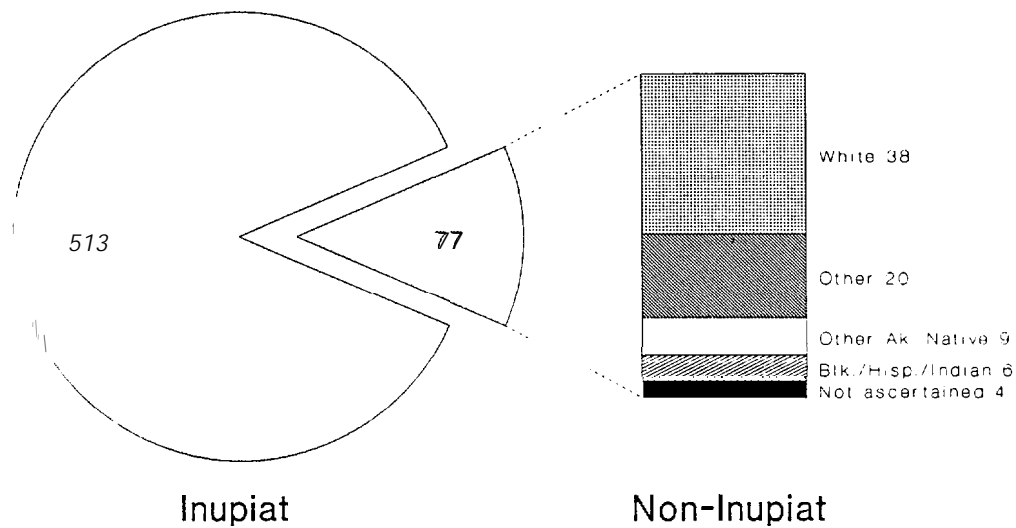 513
77
White 38
Other 20
Other Ak. Native 9
Blk./Hisp./Indian 6
Not ascertained 4
Inupiat
Non-Inupiat